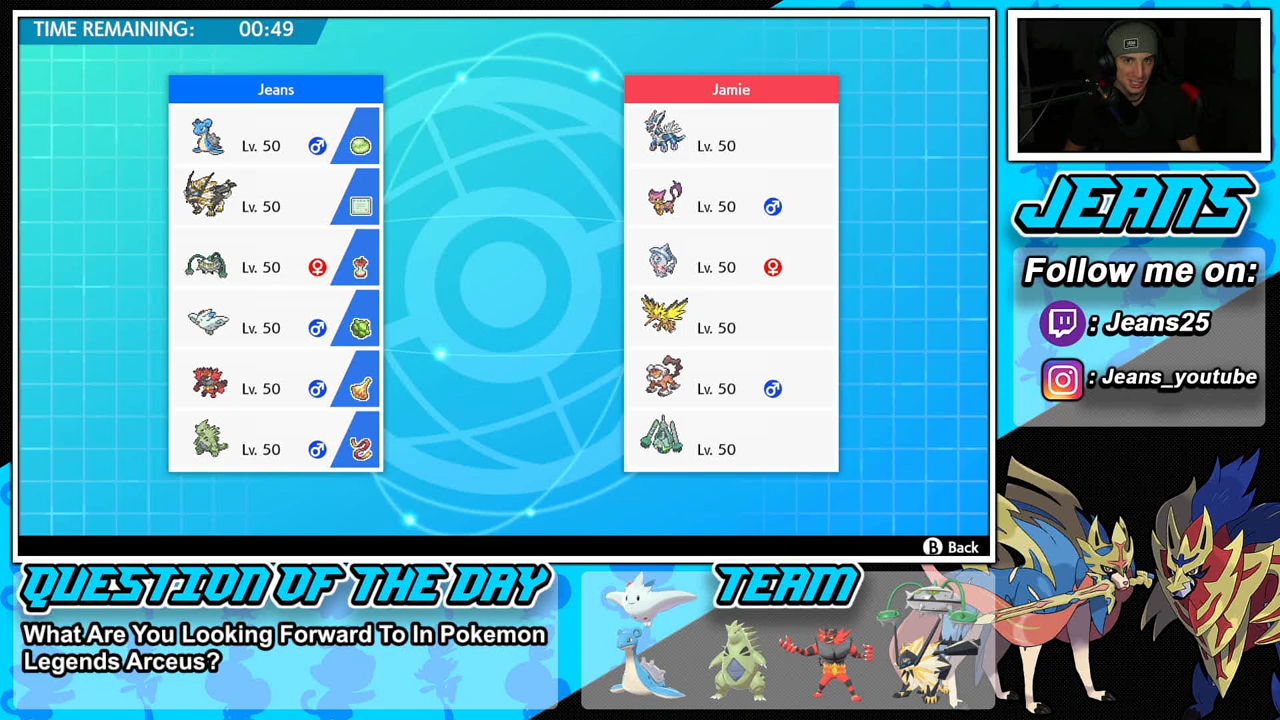 TIME REMAINING: 00:49
Jeans
Lv. 50
Lv. 50
Lv. 50
Lv. 50
Lv. 50
Lv. 50
Jamie
Lv. 50
Lv. 50
Lv. 50
Lv. 50
Lv. 50
Lv. 50
B Back
JEANS
Follow me on:
: Jeans25
: Jeans_youtube
QUESTION OF THE DAY
What Are You Looking Forward To In Pokemon
Legends Arceus?
TEAM